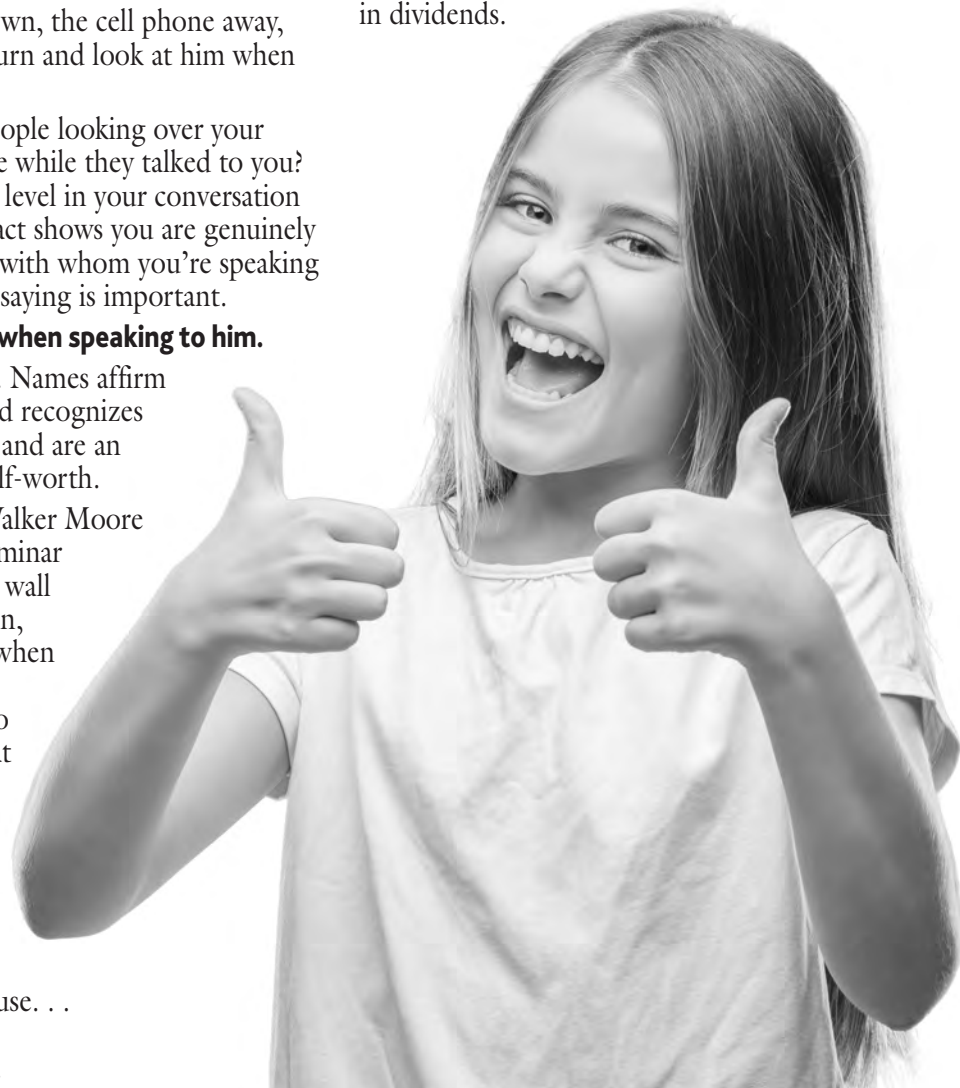 wn, the cell phone away,
urn and look at him when
ople looking over your
e while they talked to you?
level in your conversation
act shows you are genuinely
with whom you're speaking
saying is important.
when speaking to him.
. Names affirm
d recognizes
and are an
lf-worth.
Valker Moore
minar
wall
n,
when
o
at
use. . .
in dividends.